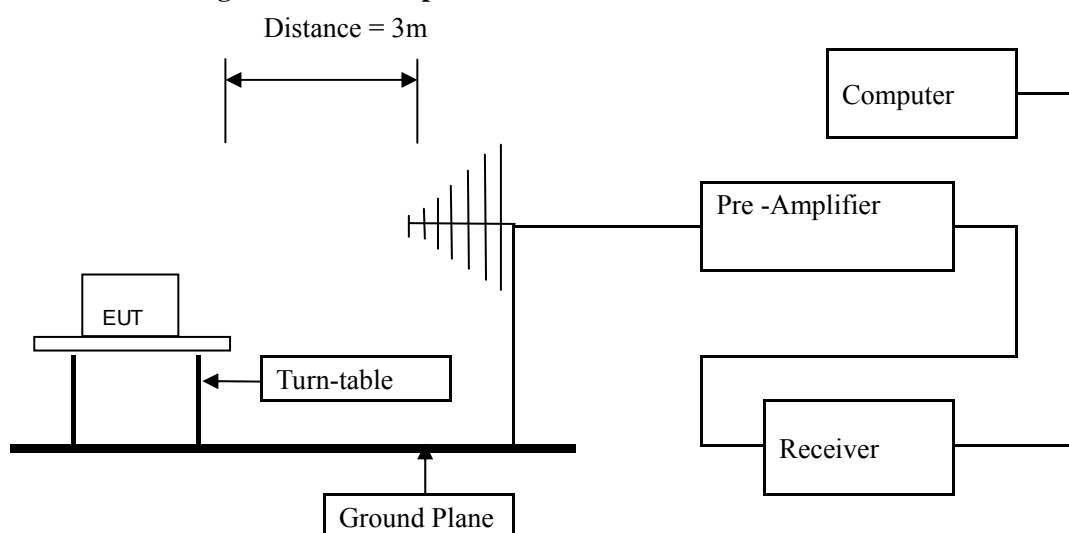 Distance = 3m
Computer
Pre -Amplifier
EUT
Turn-table
Receiver
Ground Plane